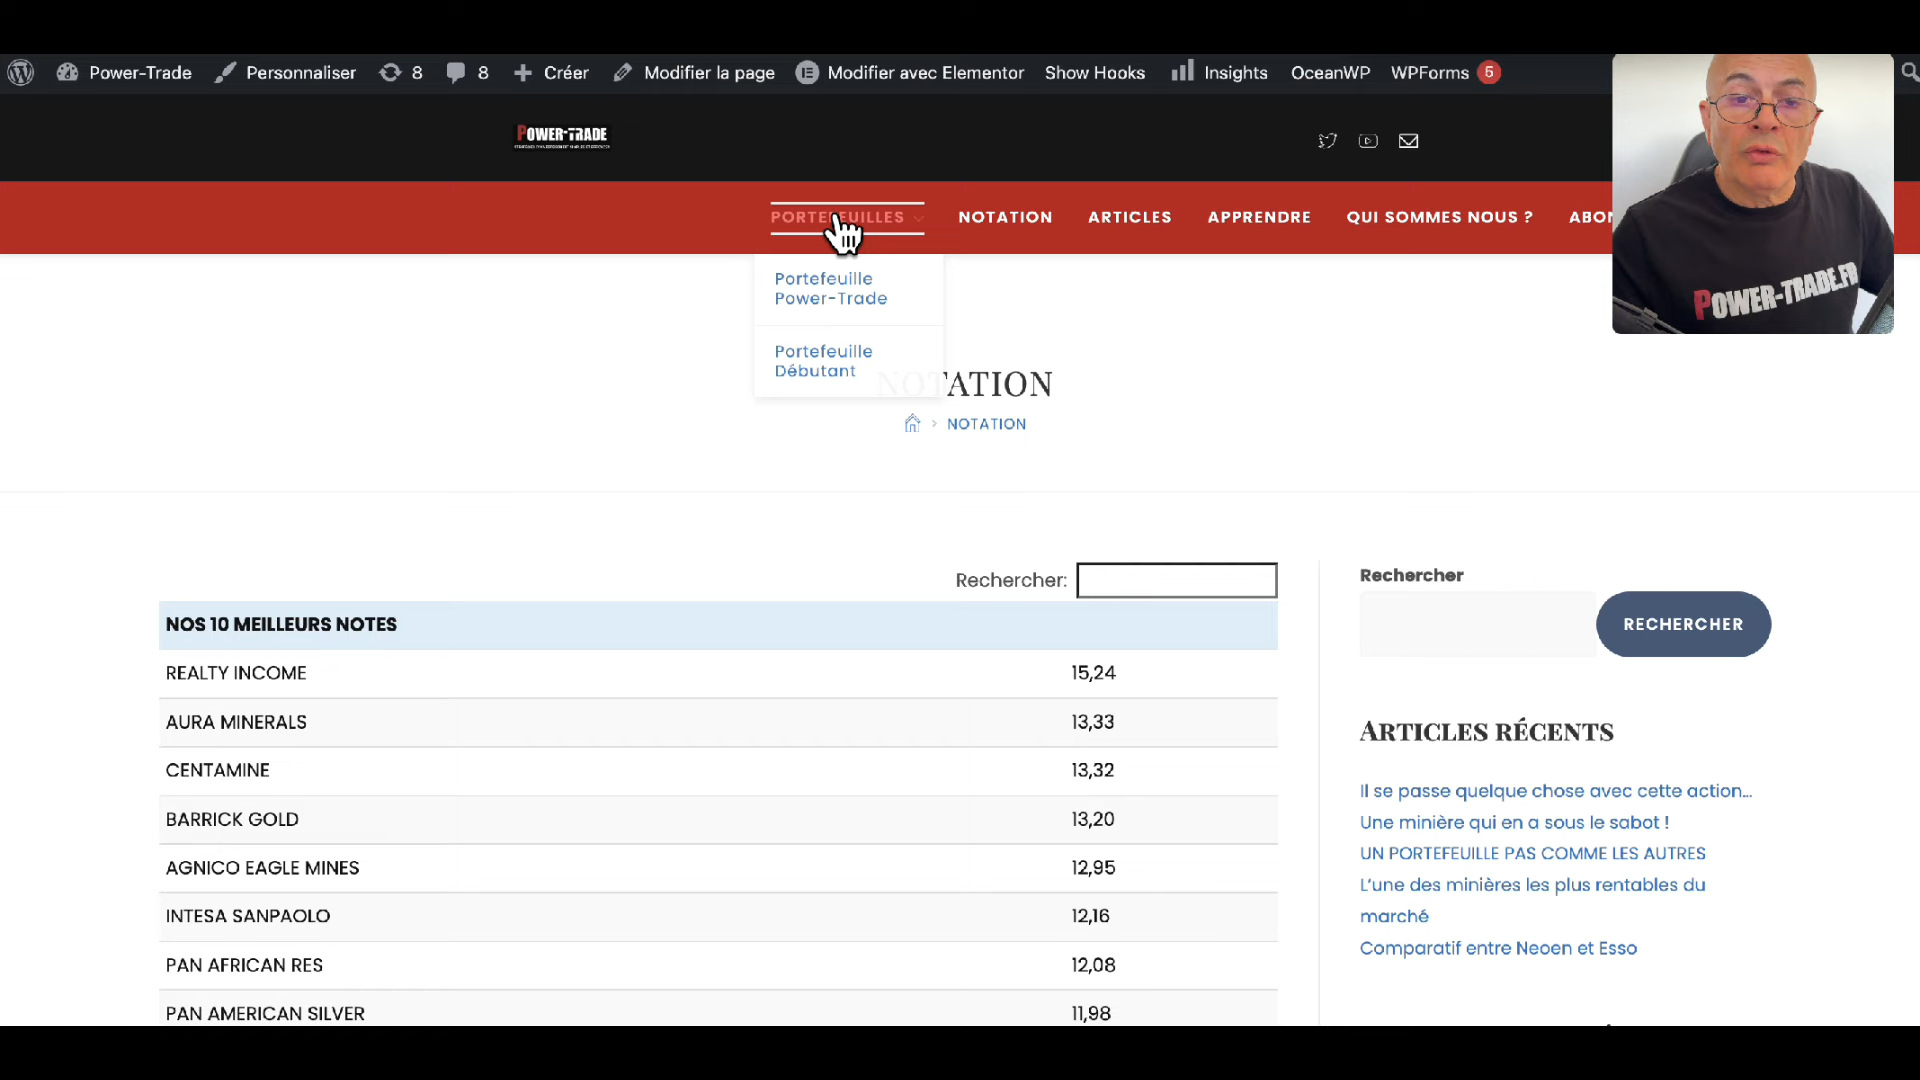 Power-Trade Personnaliser 8 8 Créer Modifier la page Modifier avec Elementor Show Hooks Insights OceanWP WPForms 5
POWER-TRADE
PORTEFEUILLES NOTATION ARTICLES APPRENDRE QUI SOMMES NOUS ?
POWER-TRADE.FR
Portefeuille
Power-Trade
Portefeuille
Débutant
NOTATION
NOTATION
Rechercher:
NOS 10 MEILLEURS NOTES
REALTY INCOME 15,24
AURA MINERALS 13,33
CENTAMINE 13,32
BARRICK GOLD 13,20
AGNICO EAGLE MINES 12,95
INTESA SANPAOLO 12,16
PAN AFRICAN RES 12,08
PAN AMERICAN SILVER 11,98
Rechercher
RECHERCHER
ARTICLES RÉCENTS
Il se passe quelque chose avec cette action...
Une minière qui en a sous le sabot !
UN PORTEFEUILLE PAS COMME LES AUTRES
L'une des minières les plus rentables du
marché
Comparatif entre Neoen et Esso